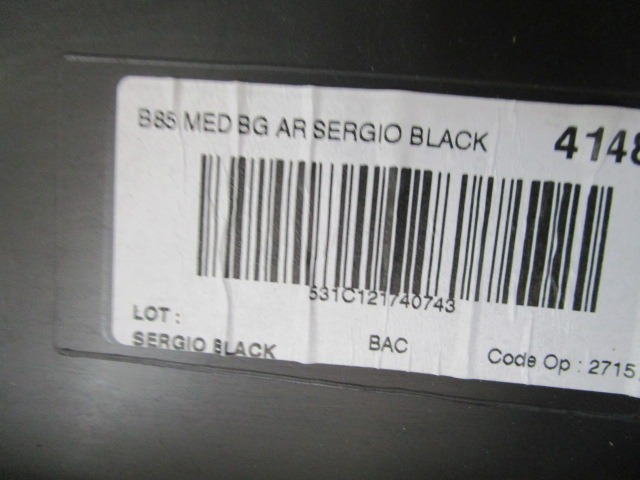 B85 MED BG AR SERGIO BLACK
4148
531C121740743
LOT :
SERGIO BLACK
BAC
Code Op : 2715